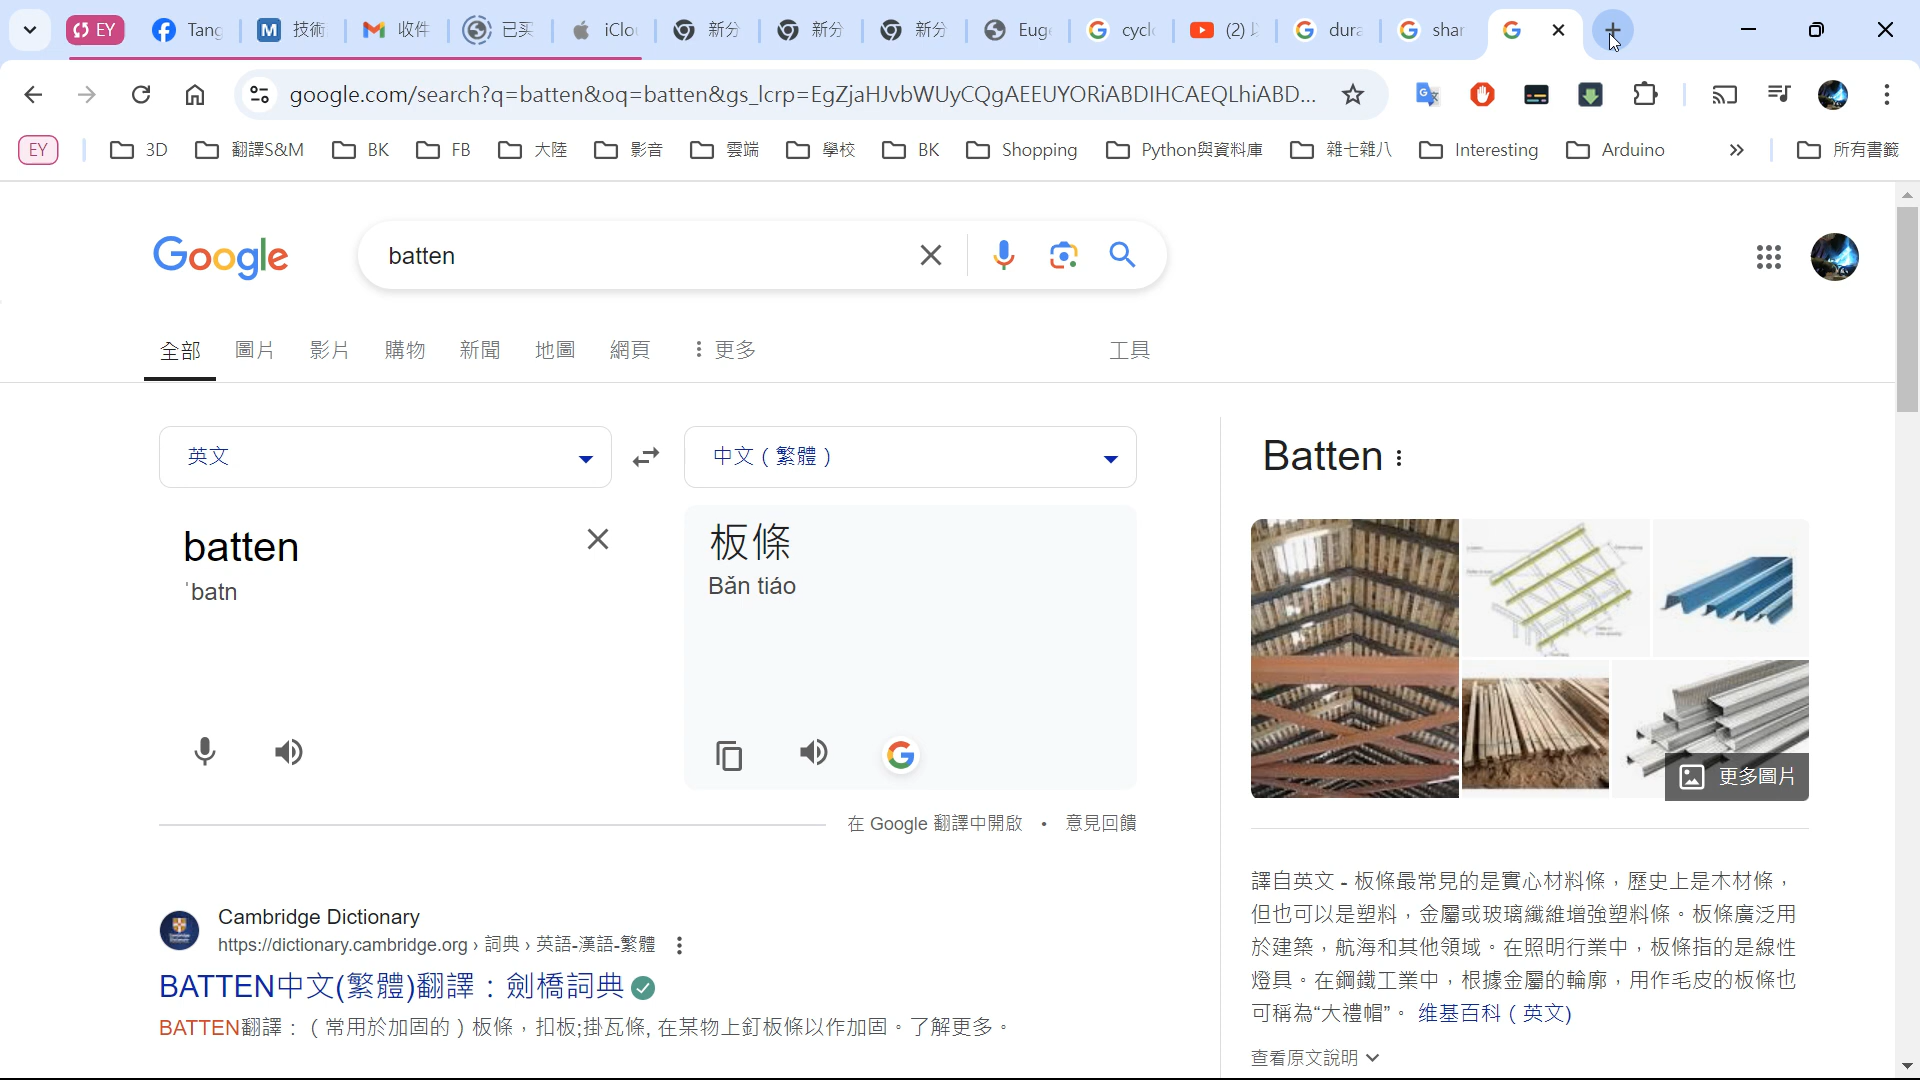 EY
Tang
技術
收件
已买
iClou
新分
新分
新分
Euge
cyclo
(2) 以
dura
shar
google.com/search?q=batten&oq=batten&gs_lcrp=EgZjaHJvbWUyCQgAEEUYORiABDIHCAEQLhiABD...
EY
3D
翻譯S&M
BK
FB
大陸
影音
雲端
學校
BK
Shopping
Python與資料庫
雜七雜八
Interesting
Arduino
»
所有書籤
Google
batten
全部
圖片
影片
購物
新聞
地圖
網頁
更多
工具
英文
中文（繁體）
batten
ˈbatn
板條
Bǎn tiáo
在 Google 翻譯中開啟 • 意見回饋
Cambridge Dictionary
https://dictionary.cambridge.org › 詞典 › 英語-漢語-繁體
BATTEN中文(繁體)翻譯：劍橋詞典
BATTEN翻譯：（常用於加固的）板條，扣板;掛瓦條, 在某物上釘板條以作加固。了解更多。
Batten
更多圖片
譯自英文 - 板條最常見的是實心材料條，歷史上是木材條，
但也可以是塑料，金屬或玻璃纖維增強塑料條。板條廣泛用
於建築，航海和其他領域。在照明行業中，板條指的是線性
燈具。在鋼鐵工業中，根據金屬的輪廓，用作毛皮的板條也
可稱為“大禮帽”。 维基百科（英文）
查看原文說明